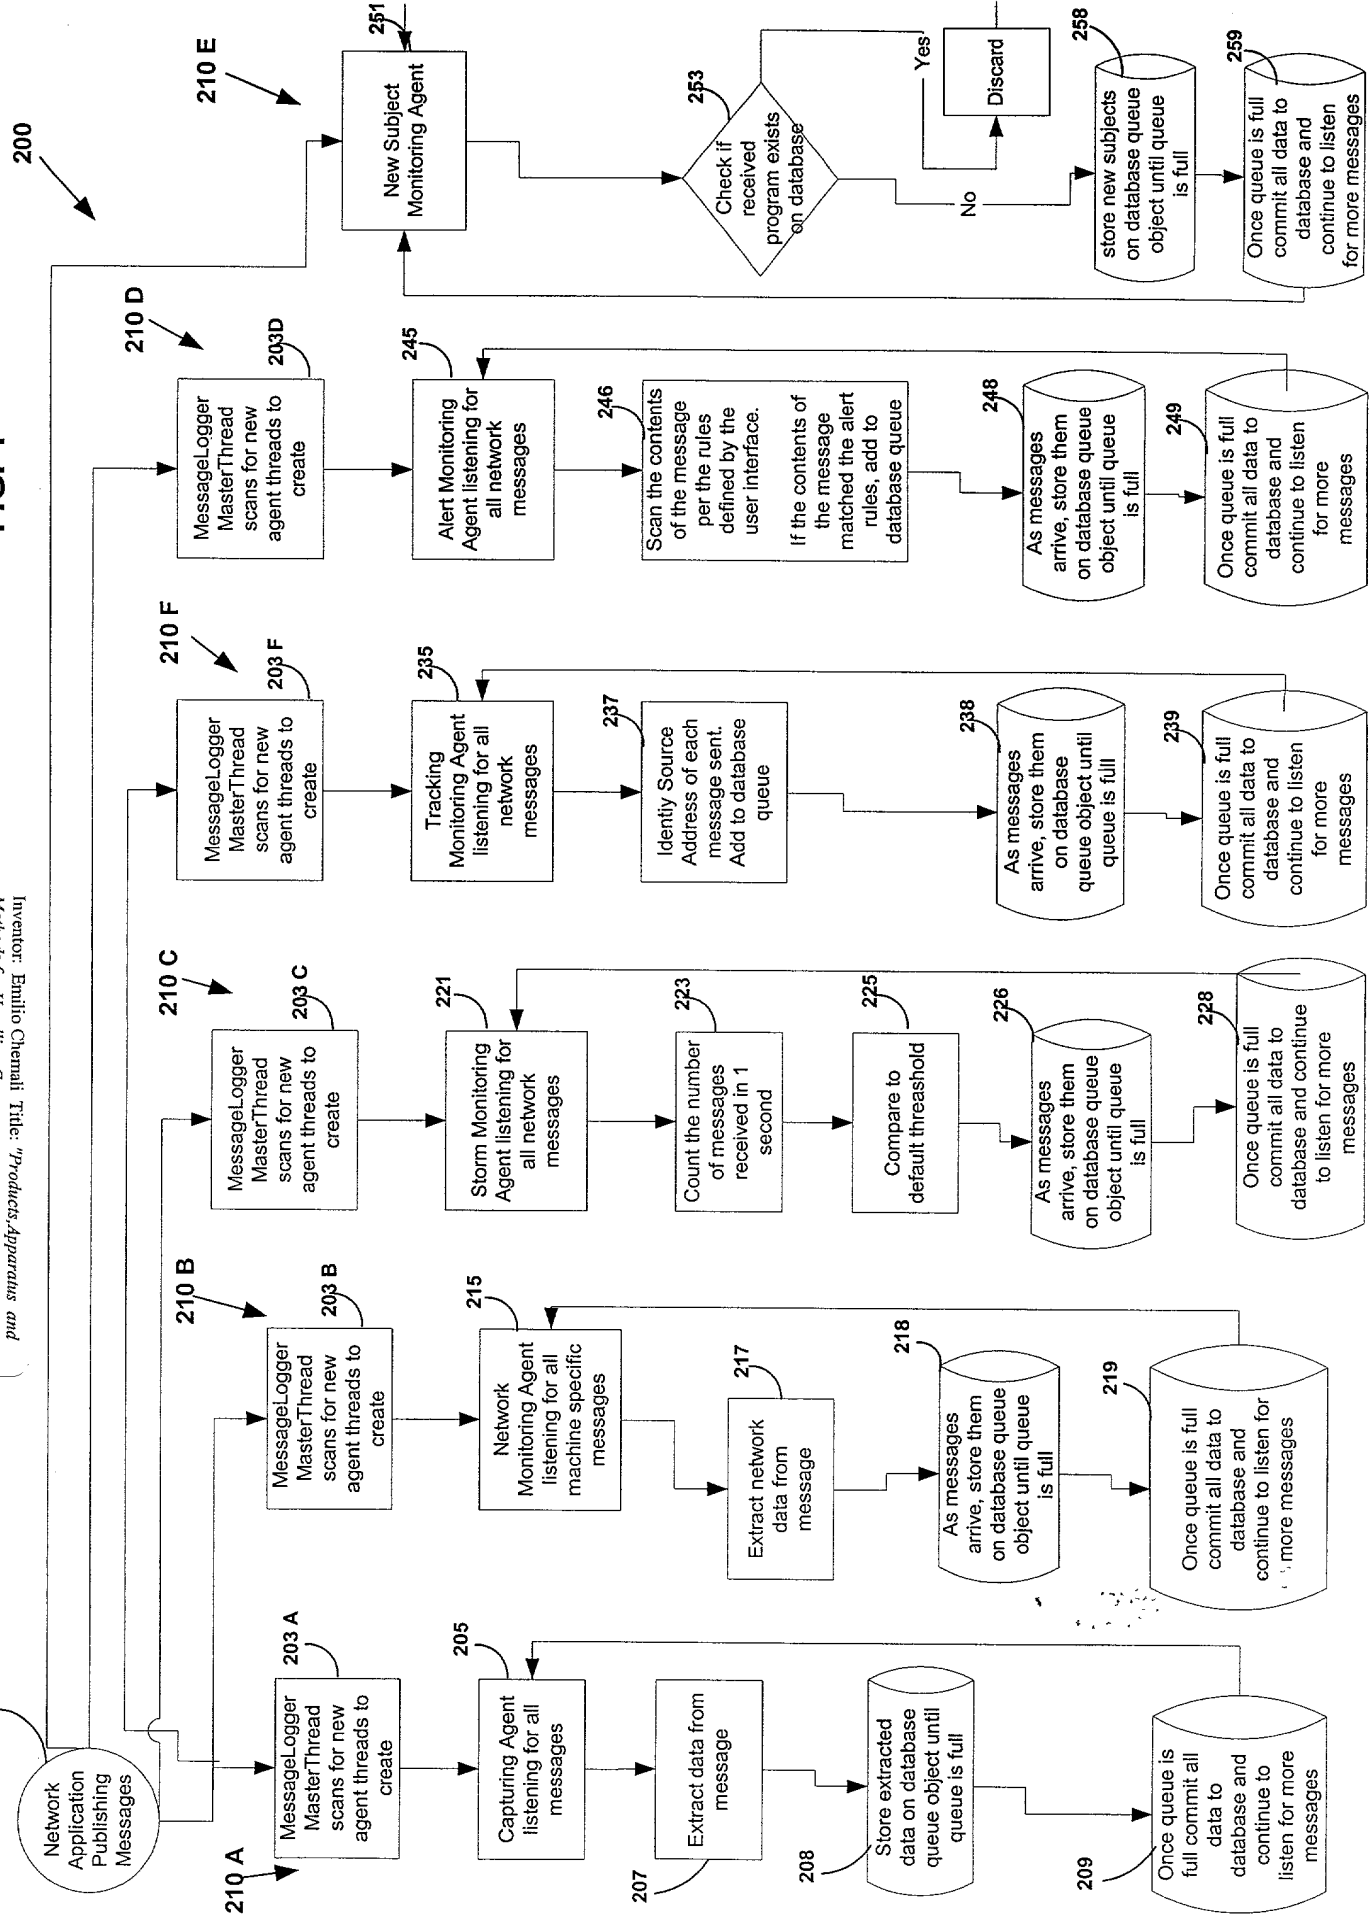 200
Network
Application
Publishing
Messages
210 A
203 A
MessageLogger
MasterThread
scans for new
agent threads to
create
205
Capturing Agent
listening for all
messages
207
Extract data from
message
208
Store extracted
data on database
queue object until
queue is full
209
Once queue is
full commit all
data to
database and
continue to
listen for more
messages
210 B
203 B
MessageLogger
MasterThread
scans for new
agent threads to
create
215
Network
Monitoring Agent
listening for all
machine specific
messages
217
Extract network
data from
message
218
As messages
arrive, store them
on database queue
object until queue
is full
219
Once queue is full
commit all data to
database and
continue to listen for
more messages
210 C
203 C
MessageLogger
MasterThread
scans for new
agent threads to
create
221
Storm Monitoring
Agent listening for
all network
messages
223
Count the number
of messages
received in 1
second
225
Compare to
default threshold
226
As messages
arrive, store them
on database queue
object until queue
is full
228
Once queue is full
commit all data to
database and continue
to listen for more
messages
210 F
203 F
MessageLogger
MasterThread
scans for new
agent threads to
create
235
Tracking
Monitoring Agent
listening for all
network
messages
237
Identiy Source
Address of each
message sent.
Add to database
queue
238
As messages
arrive, store them
on database
queue object until
queue is full
239
Once queue is full
commit all data to
database and
continue to listen
for more
messages
210 D
203D
MessageLogger
MasterThread
scans for new
agent threads to
create
245
Alert Monitoring
Agent listening for
all network
messages
246
Scan the contents
of the message
per the rules
defined by the
user interface.
If the contents of
the message
matched the alert
rules, add to
database queue
248
As messages
arrive, store them
on database queue
object until queue
is full
249
Once queue is full
commit all data to
database and
continue to listen
for more
messages
210 E
251
New Subject
Monitoring Agent
253
Check if
received
program exists
on database
Yes
Discard
No
258
store new subjects
on database queue
object until queue
is full
259
Once queue is full
commit all data to
database and
continue to listen
for more messages
Inventor: Emilio Chemali Title: "Products,Apparatus and